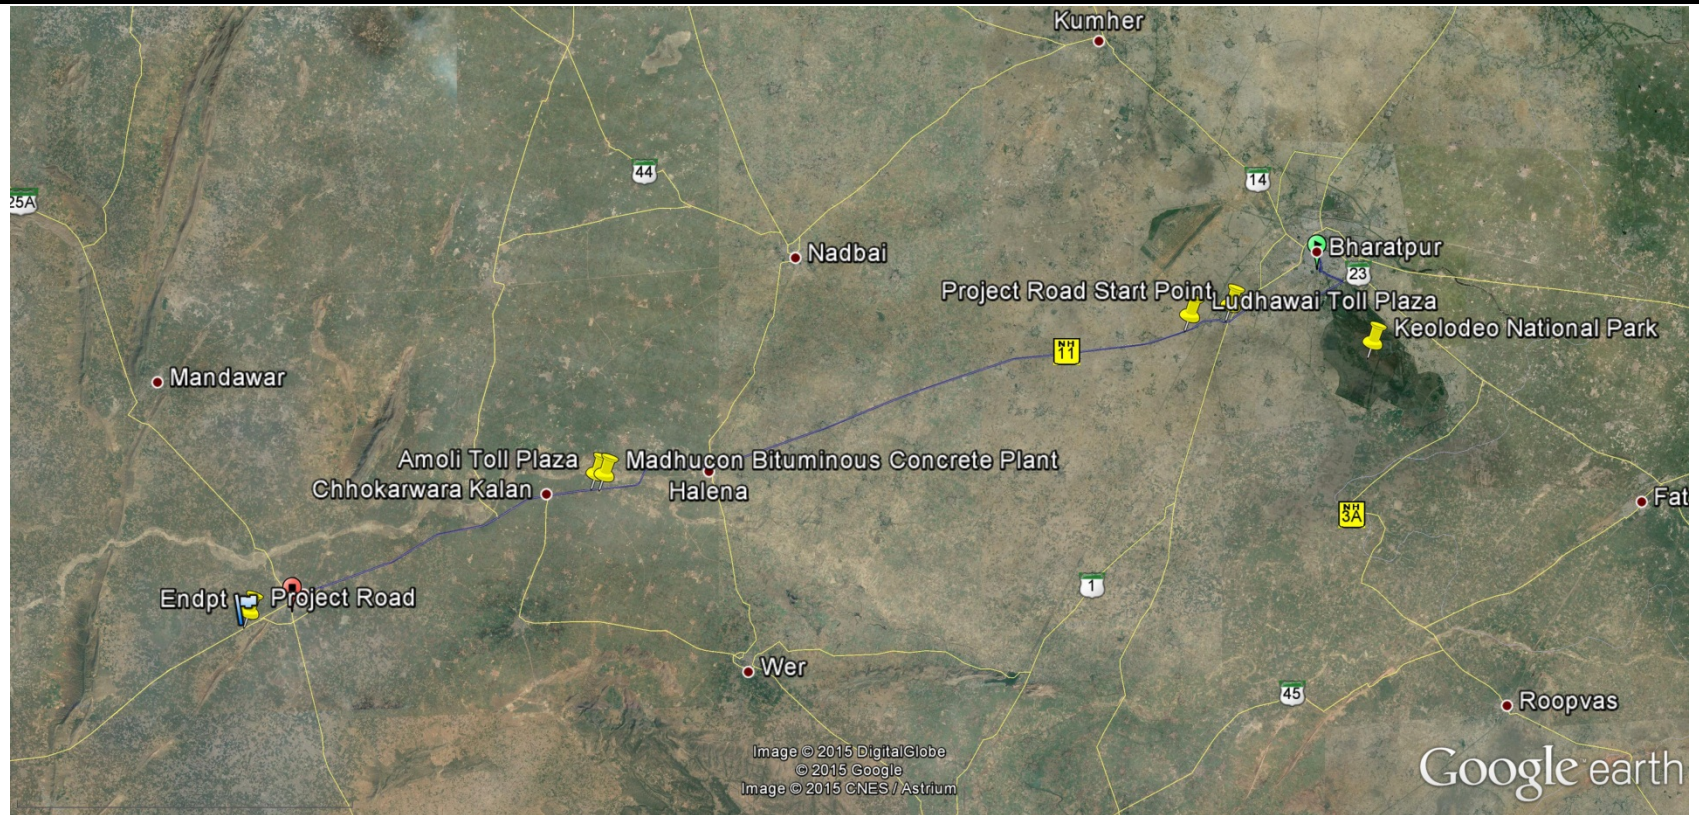 Kumher
44
14
25A
Nadbai
Bharatpur
23
Project Road Start Point
Ludhawai Toll Plaza
Keolodeo National Park
NH
11
Mandawar
Amoli Toll Plaza
Madhucon Bituminous Concrete Plant
Chhokarwara Kalan
Halena
Fat
NH
3A
1
Endpt
Project Road
Wer
45
Roopvas
Image © 2015 DigitalGlobe
© 2015 Google
Image © 2015 CNES / Astrium
Google earth